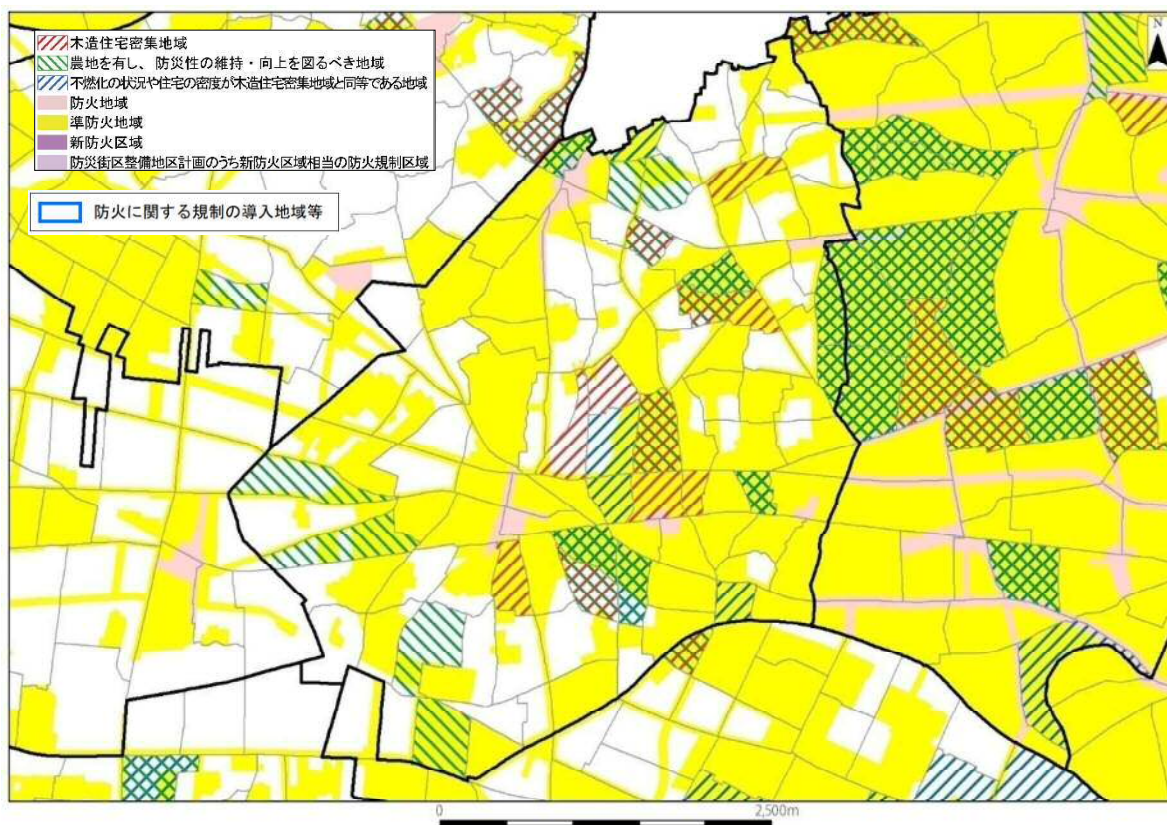 木造住宅密集地域
農地を有し、防災性の維持・向上を図るべき地域
不燃化の状況や住宅の密度が木造住宅密集地域と同等である地域
防火地域
準防火地域
新防火区域
防災街区整備地区計画のうち新防火区域相当の防火規制区域
防火に関する規制の導入地域等
N
0 2,500m